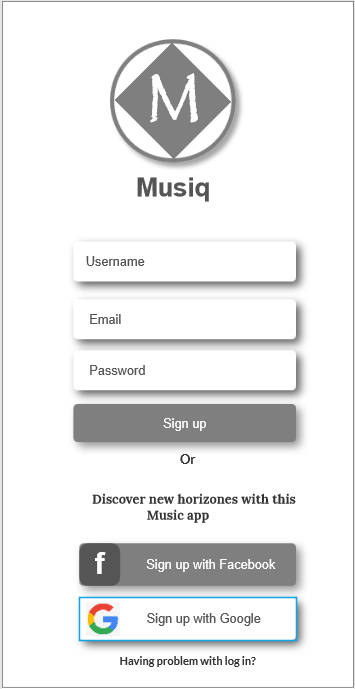 M
Musiq
Username
Email
Password
Sign up
Or
Discover new horizones with this
Music app
f
Sign up with Facebook
G
Sign up with Google
Having problem with log in?